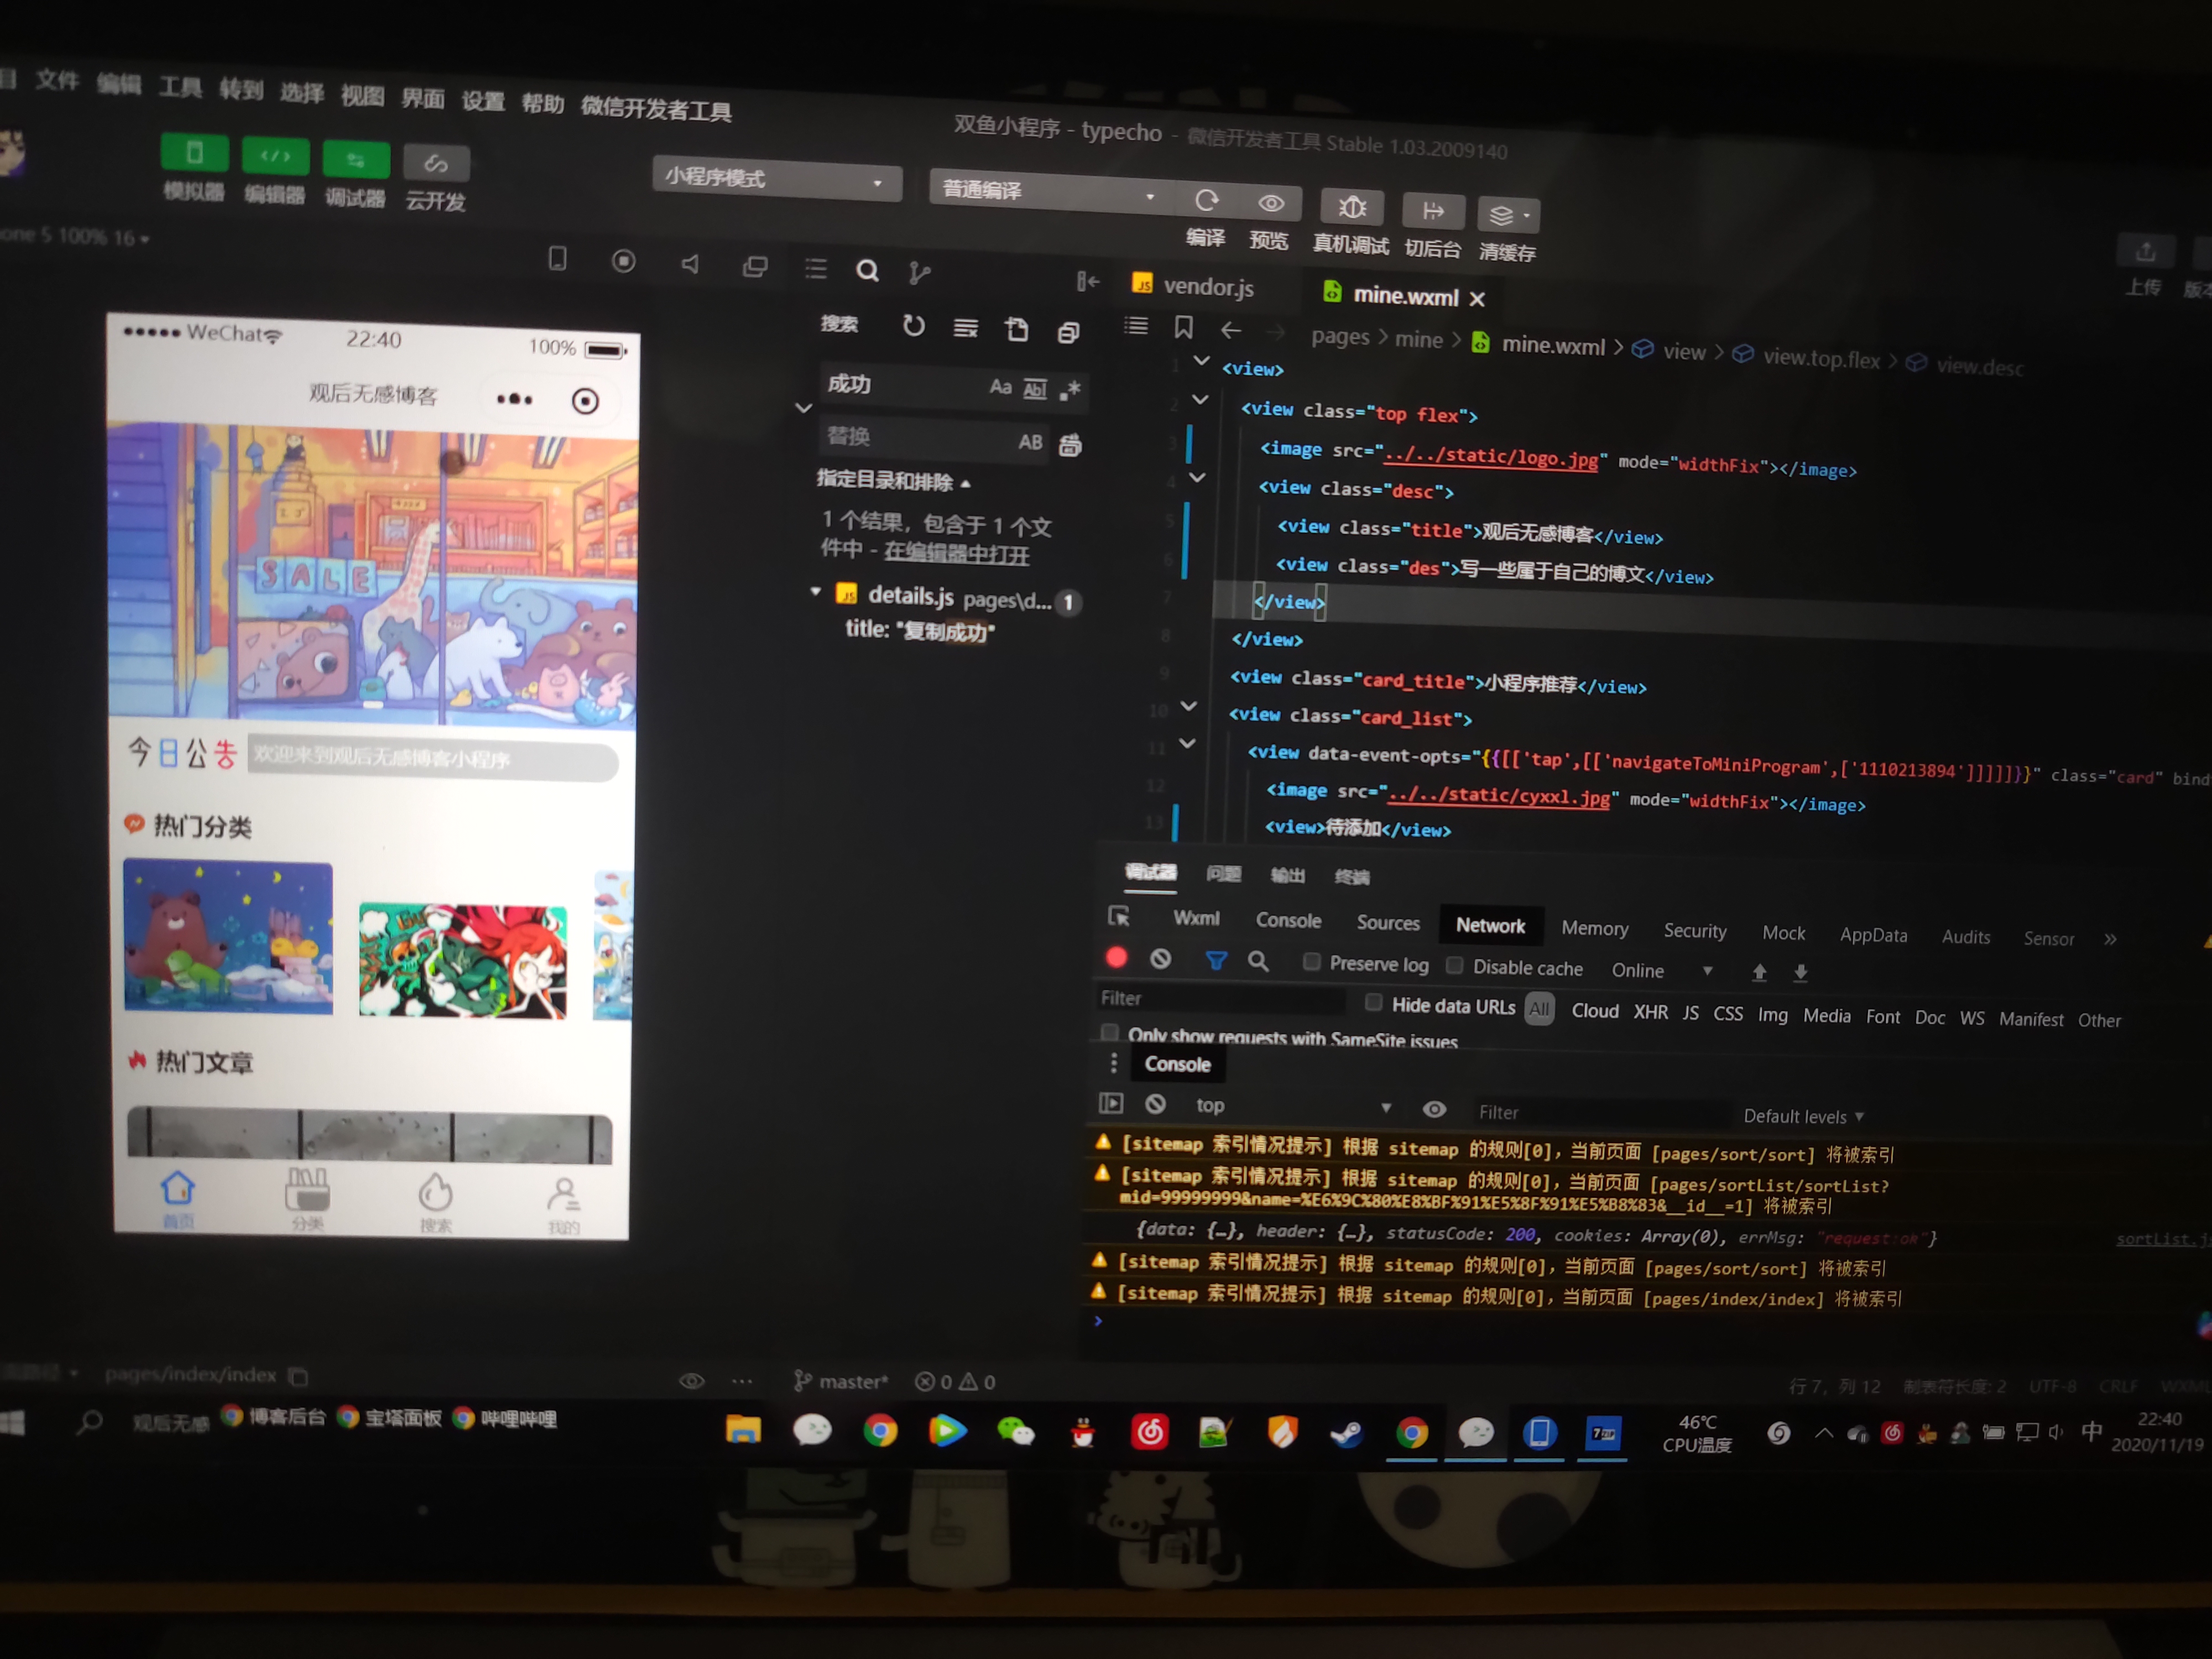 文件 编辑 工具 转到 选择 视图 界面 设置 帮助 微信开发者工具
双鱼小程序 - typecho - 微信开发者工具 Stable 1.03.2009140
模拟器 编辑器 调试器 云开发
小程序模式
普通编译
编译 预览 真机调试 切后台 清缓存
上传
5 100% 16
WeChat 22:40 100%
观后无感博客
SALE
今日公告 欢迎来到观后无感博客小程序
热门分类
热门文章
首页 分类 搜索 我的
pages/index/index
搜索
成功 Aa Abl .*
替换 AB
指定目录和排除
1 个结果，包含于 1 个文
件中 - 在编辑器中打开
JS details.js pages\d... 1
title: "复制成功"
JS vendor.js mine.wxml
pages > mine > mine.wxml > view > view.top.flex > view.desc
1 <view>
2 <view class="top flex">
3 <image src="../../static/logo.jpg" mode="widthFix"></image>
4 <view class="desc">
5 <view class="title">观后无感博客</view>
6 <view class="des">写一些属于自己的博文</view>
7 </view>
8 </view>
9 <view class="card_title">小程序推荐</view>
10 <view class="card_list">
11 <view data-event-opts="{{[['tap',[['navigateToMiniProgram',['1110213894']]]]]}}" class="card" bind
12 <image src="../../static/cyxxl.jpg" mode="widthFix"></image>
13 <view>待添加</view>
调试器 问题 输出 终端
Wxml Console Sources Network Memory Security Mock AppData Audits Sensor »
Preserve log Disable cache Online
Filter Hide data URLs All Cloud XHR JS CSS Img Media Font Doc WS Manifest Other
Only show requests with SameSite issues
Console
top Filter Default levels
[sitemap 索引情况提示] 根据 sitemap 的规则[0]，当前页面 [pages/sort/sort] 将被索引
[sitemap 索引情况提示] 根据 sitemap 的规则[0]，当前页面 [pages/sortList/sortList?
mid=99999999&name=%E6%9C%80%E8%BF%91%E5%8F%91%E5%B8%83&__id__=1] 将被索引
{data: {…}, header: {…}, statusCode: 200, cookies: Array(0), errMsg: "request:ok"}
sortList.js
[sitemap 索引情况提示] 根据 sitemap 的规则[0]，当前页面 [pages/sort/sort] 将被索引
[sitemap 索引情况提示] 根据 sitemap 的规则[0]，当前页面 [pages/index/index] 将被索引
master* 0 0
行 7，列 12 制表符长度: 2 UTF-8 CRLF WXML
观后无感 博客后台 宝塔面板 哔哩哔哩
46℃
CPU温度
中
22:40
2020/11/19